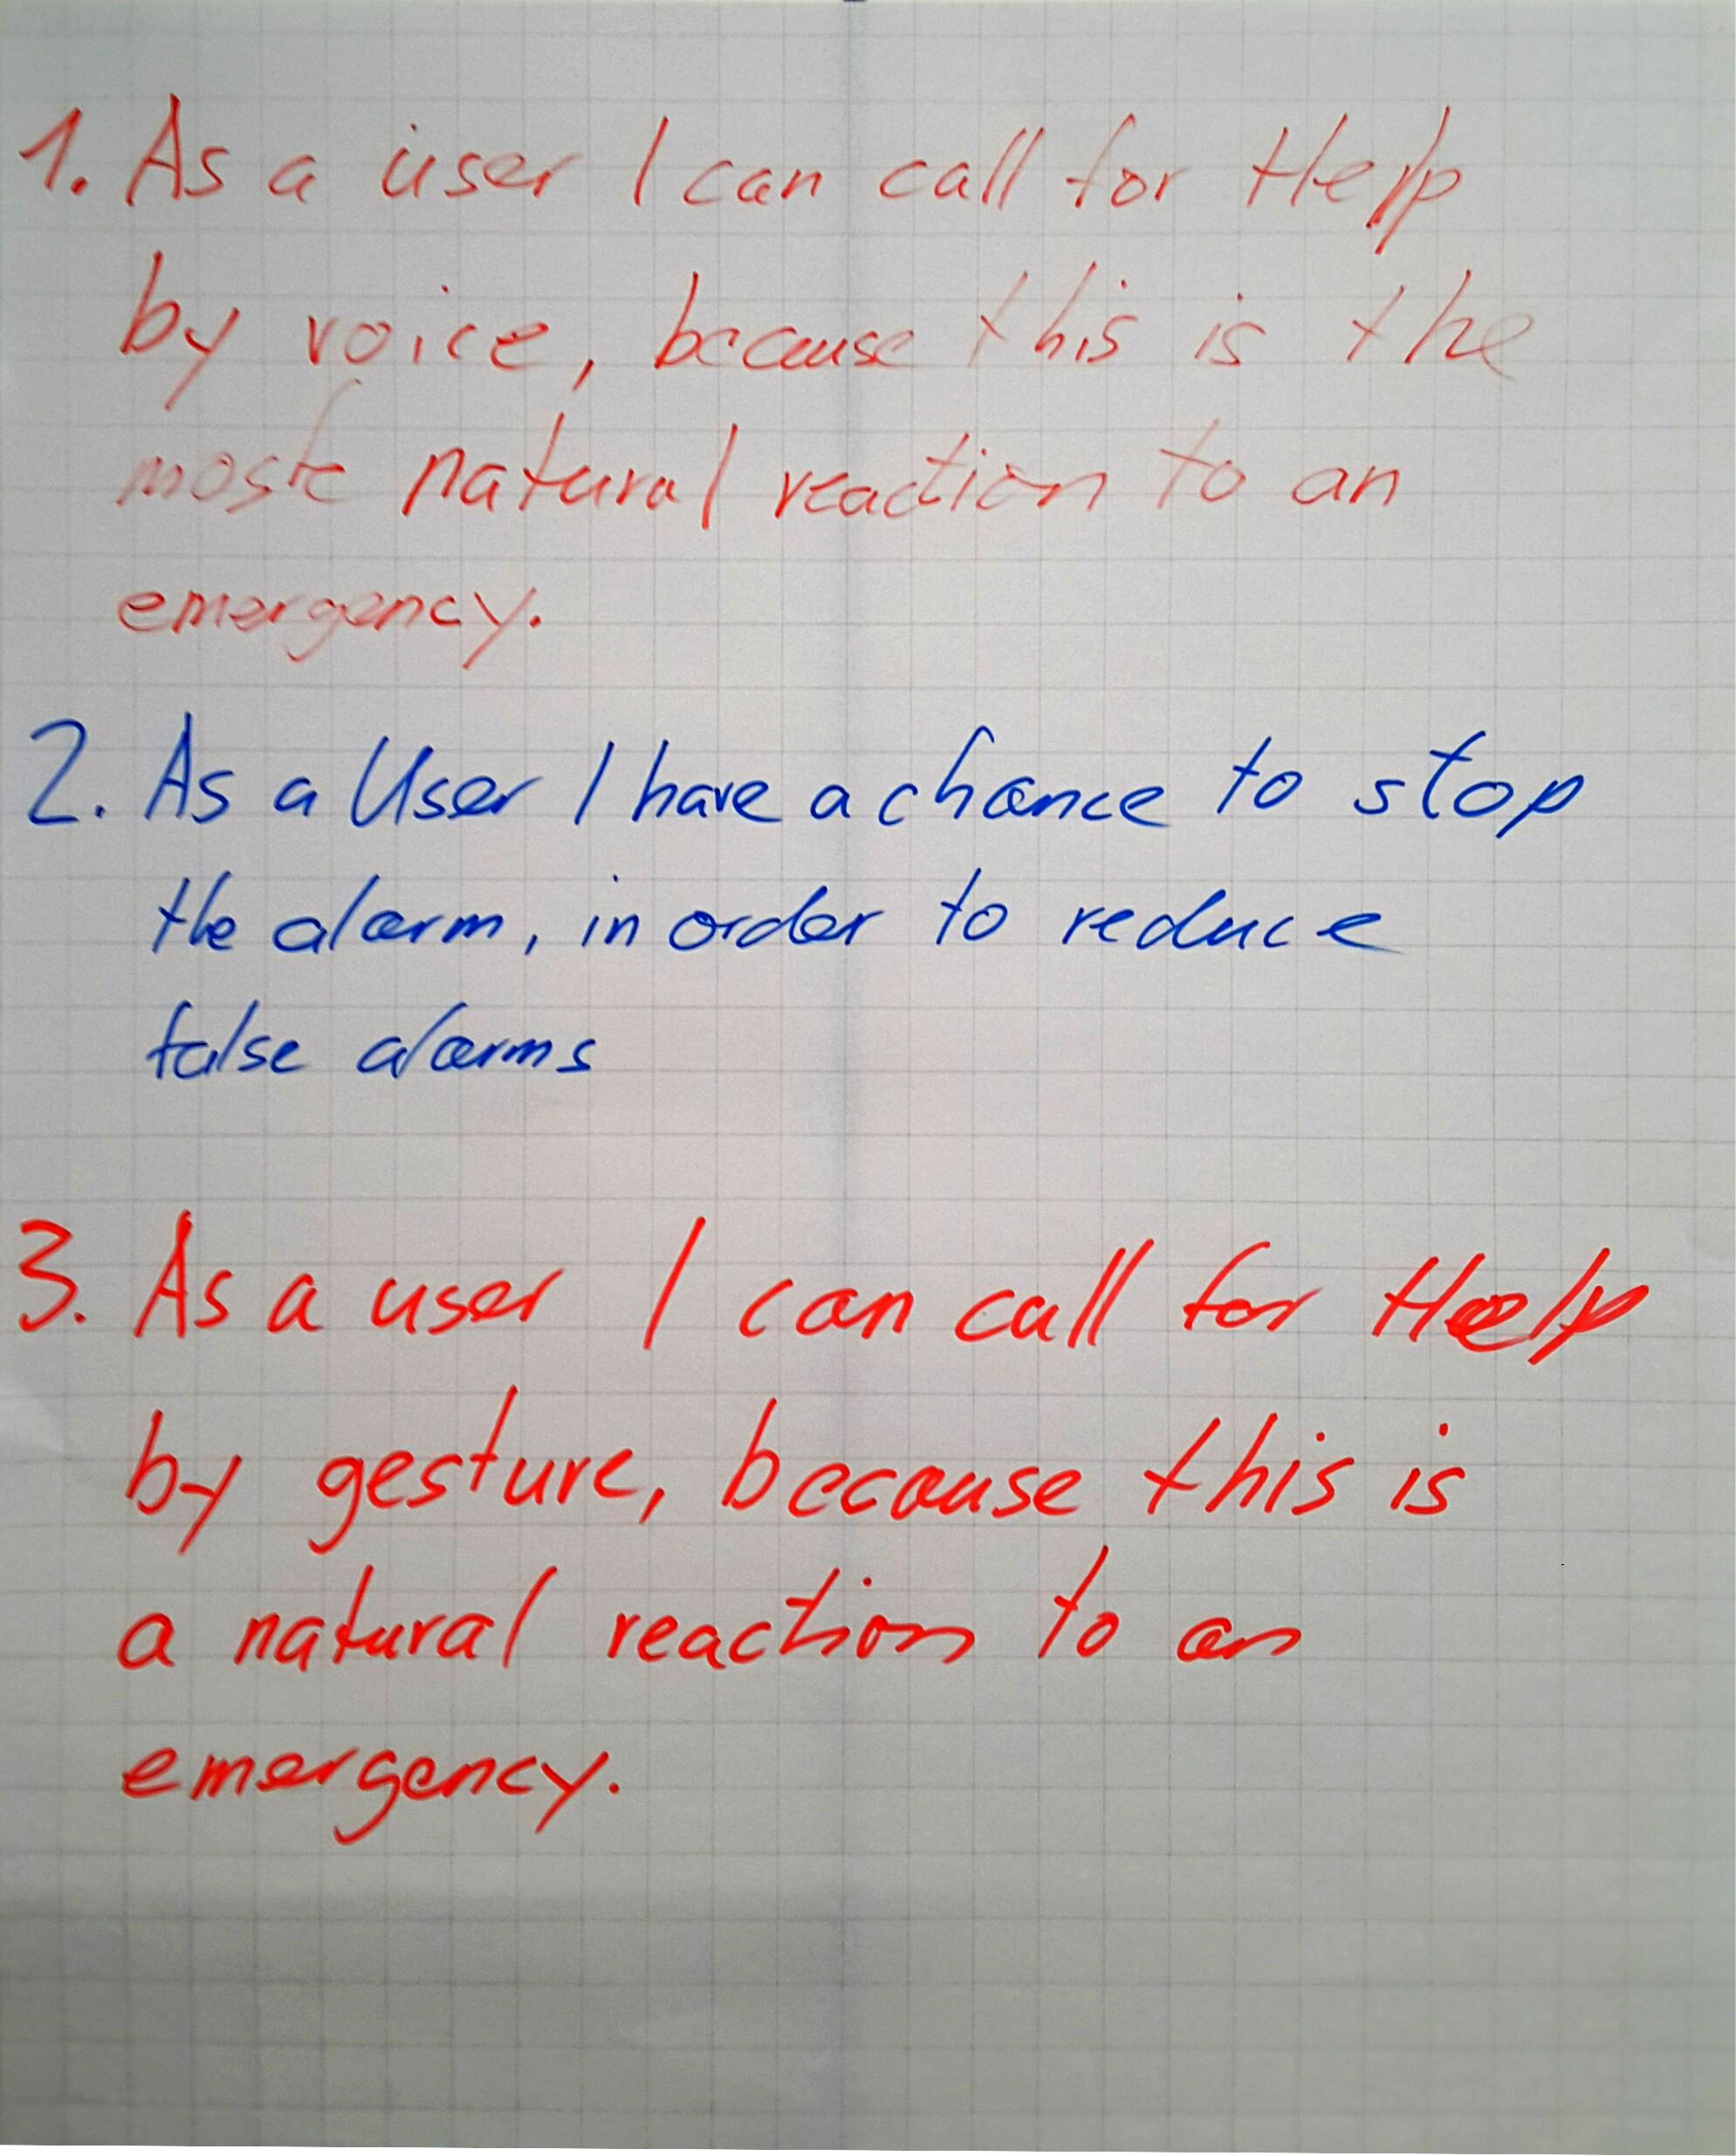 1. As a user I can call for Help
by voice, because this is the
most natural reaction to an
emergency.
2. As a User I have a chance to stop
the alarm, in order to reduce
false alarms
3. As a user I can call for Help
by gesture, because this is
a natural reaction to an
emergency.